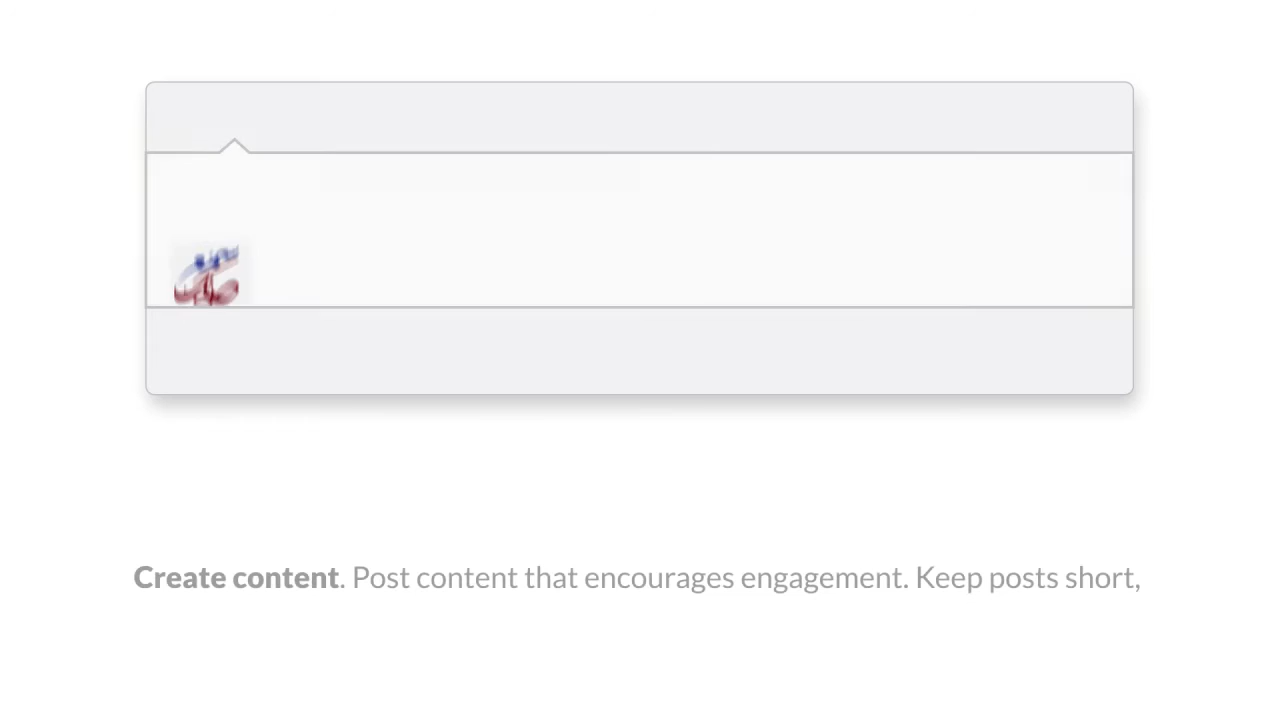 Create content. Post content that encourages engagement. Keep posts short,